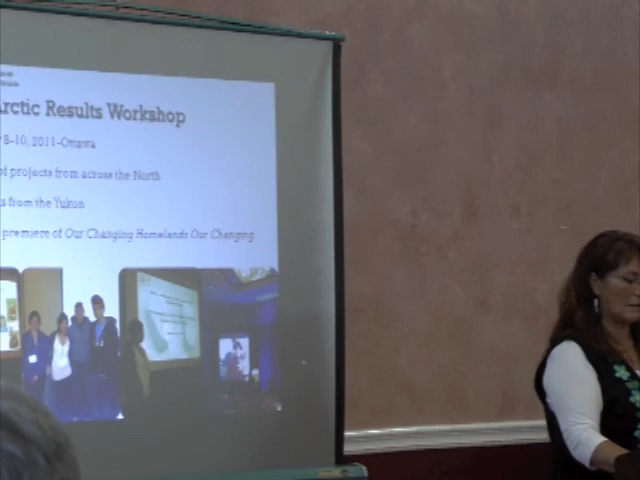 Arctic Results Workshop
8-10, 2011-Ottawa
of projects from across the North
s from the Yukon
premiere of Our Changing Homelands Our Changing